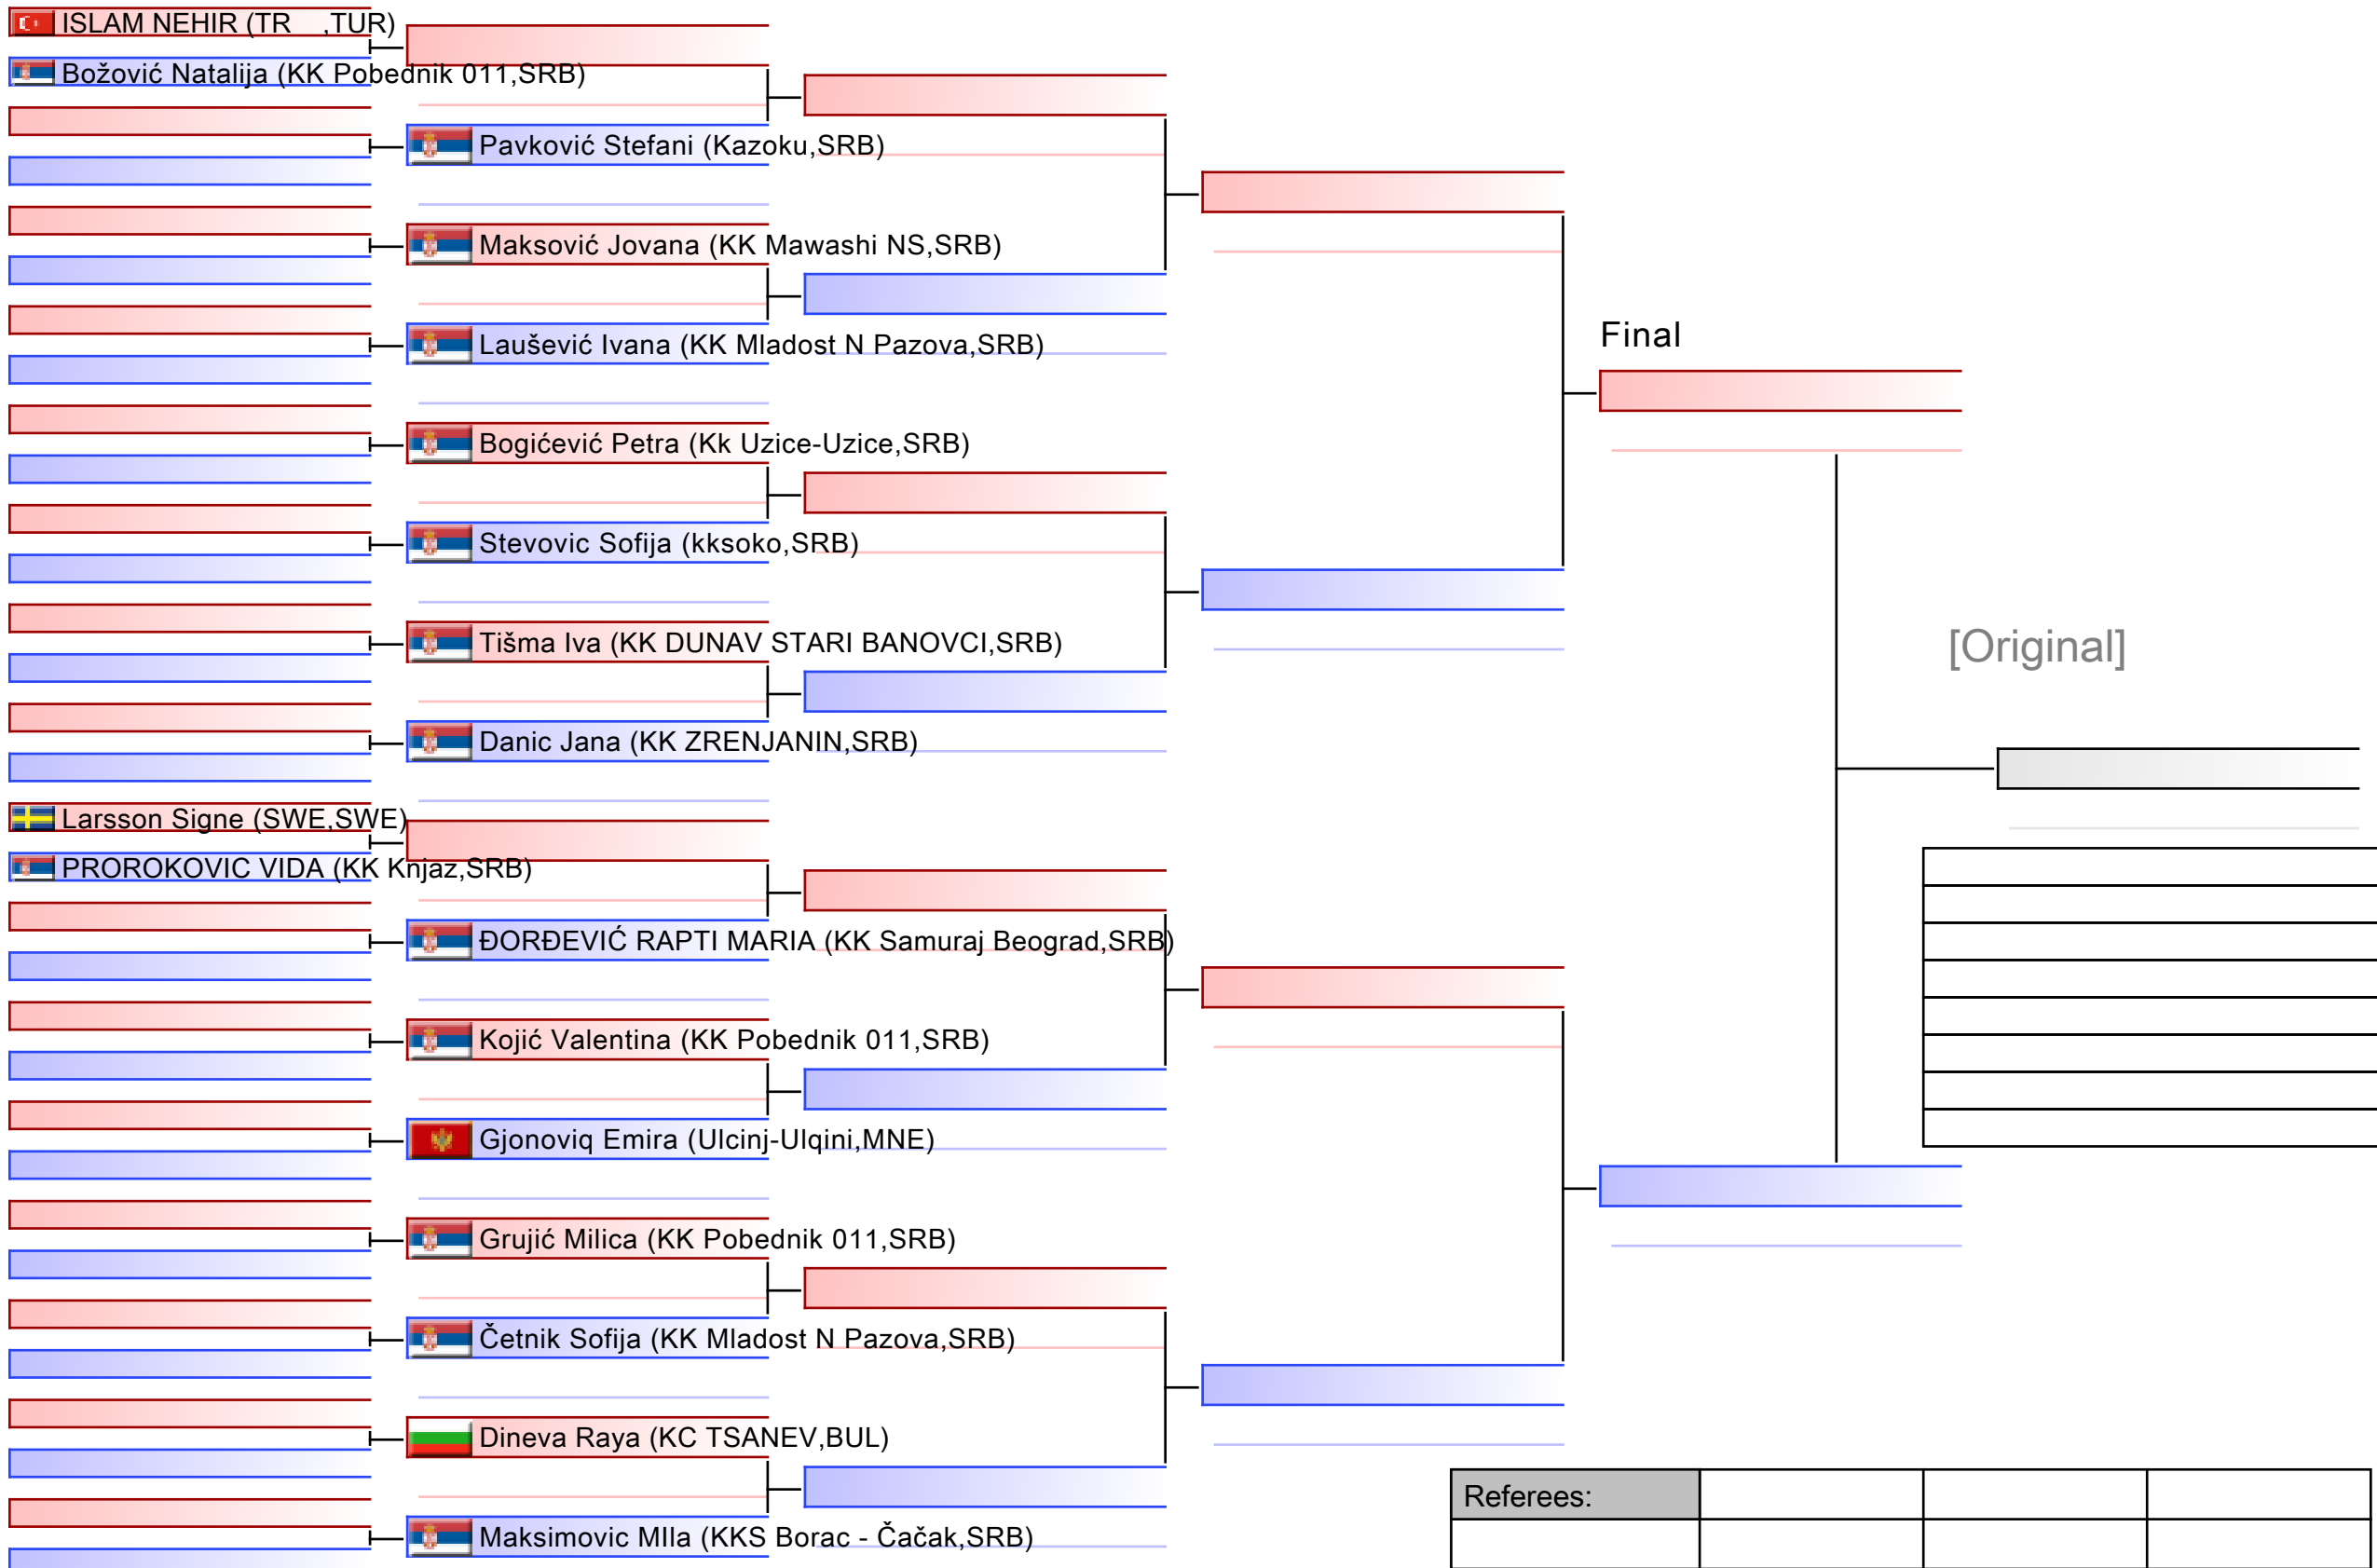 ISLAM NEHIR (TR ,TUR)
Božović Natalija (KK Pobednik 011,SRB)
Pavković Stefani (Kazoku,SRB)
Maksović Jovana (KK Mawashi NS,SRB)
Laušević Ivana (KK Mladost N Pazova,SRB)
Final
Bogićević Petra (Kk Uzice-Uzice,SRB)
Stevovic Sofija (kksoko,SRB)
Tišma Iva (KK DUNAV STARI BANOVCI,SRB)
[Original]
Danic Jana (KK ZRENJANIN,SRB)
Larsson Signe (SWE,SWE)
PROROKOVIC VIDA (KK Knjaz,SRB)
ĐORĐEVIĆ RAPTI MARIA (KK Samuraj Beograd,SRB)
Kojić Valentina (KK Pobednik 011,SRB)
Gjonoviq Emira (Ulcinj-Ulqini,MNE)
Grujić Milica (KK Pobednik 011,SRB)
Četnik Sofija (KK Mladost N Pazova,SRB)
Dineva Raya (KC TSANEV,BUL)
Referees:
Maksimovic MIla (KKS Borac - Čačak,SRB)